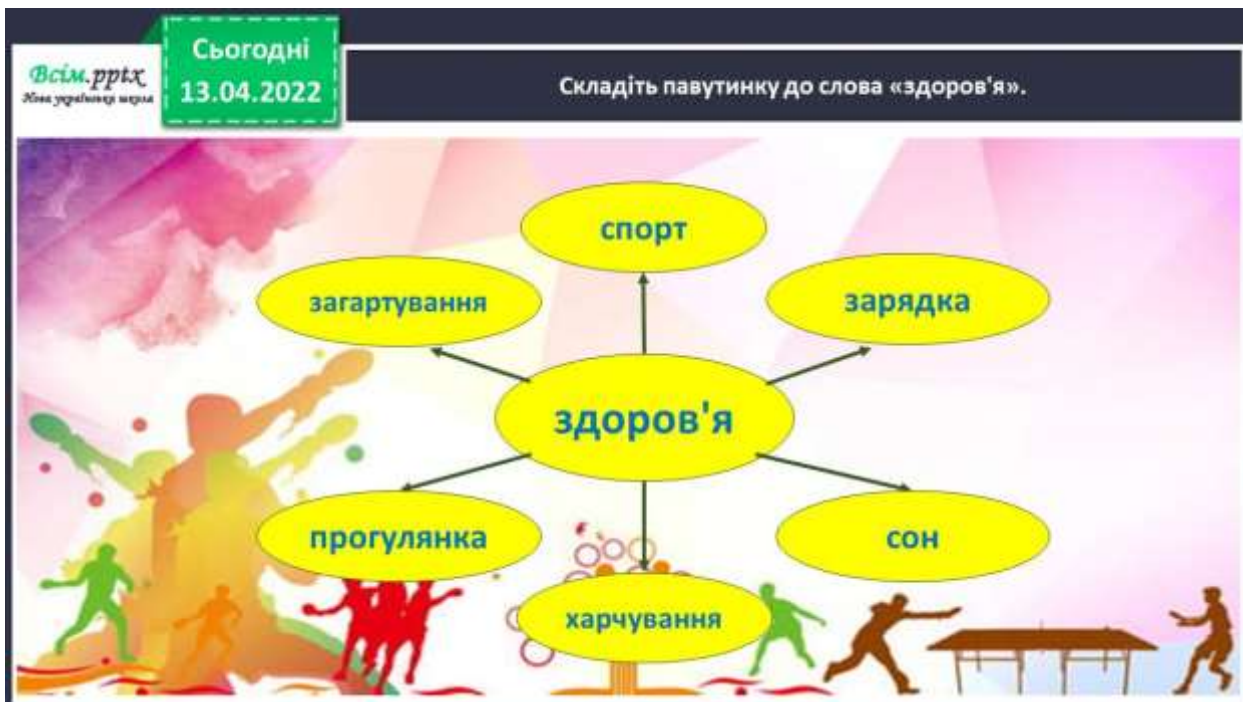 Всім.pptx
Нова українська школа
Сьогодні
13.04.2022
Складіть павутинку до слова «здоров'я».
спорт
загартування
зарядка
здоров'я
прогулянка
сон
харчування